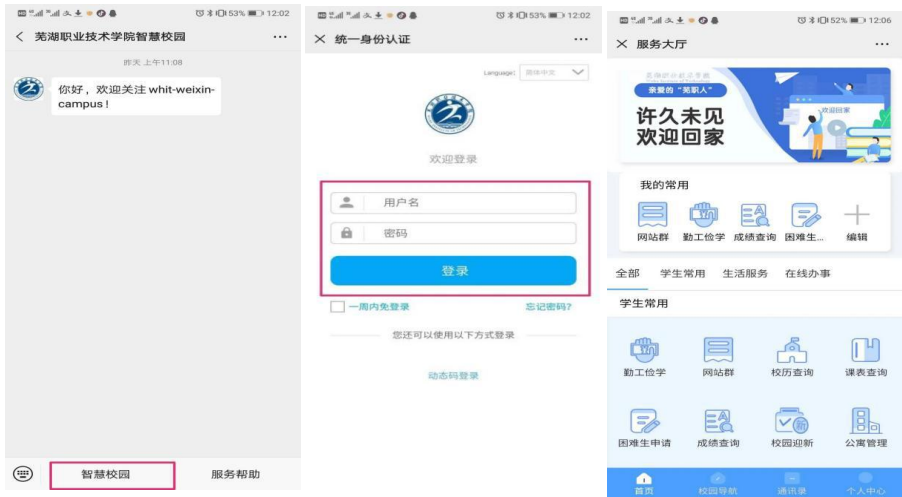 53% 12:02
芜湖职业技术学院智慧校园
昨天 上午11:08
你好，欢迎关注 whit-weixin-
campus！
智慧校园
服务帮助
53% 12:02
统一身份认证
Language: 简体中文
欢迎登录
用户名
密码
登录
一周内免登录
忘记密码?
您还可以使用以下方式登录
动态码登录
52% 12:06
服务大厅
亲爱的“芜职人”
许久未见
欢迎回家
欢迎回家
我的常用
网站群 勤工俭学 成绩查询 困难生... 编辑
全部 学生常用 生活服务 在线办事
学生常用
勤工俭学 网站群 校历查询 课表查询
困难生申请 成绩查询 校园迎新 公寓管理
首页 校园导航 通讯录 个人中心